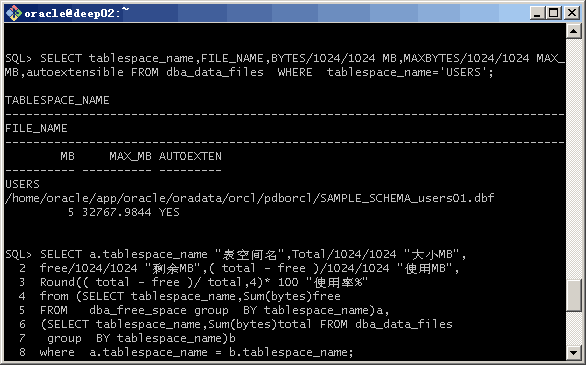 oracle@deep02:~
SQL> SELECT tablespace_name,FILE_NAME,BYTES/1024/1024 MB,MAXBYTES/1024/1024 MAX_
MB,autoextensible FROM dba_data_files  WHERE  tablespace_name='USERS';
TABLESPACE_NAME
--------------------------------------------------------------------------------
FILE_NAME
--------------------------------------------------------------------------------
        MB     MAX_MB AUTOEXTEN
---------- ---------- ---------
USERS
/home/oracle/app/oracle/oradata/orcl/pdborcl/SAMPLE_SCHEMA_users01.dbf
         5 32767.9844 YES
SQL> SELECT a.tablespace_name "表空间名",Total/1024/1024 "大小MB",
  2  free/1024/1024 "剩余MB",( total - free )/1024/1024 "使用MB",
  3  Round(( total - free )/ total,4)* 100 "使用率%"
  4  from (SELECT tablespace_name,Sum(bytes)free
  5  FROM   dba_free_space group  BY tablespace_name)a,
  6  (SELECT tablespace_name,Sum(bytes)total FROM dba_data_files
  7   group  BY tablespace_name)b
  8  where  a.tablespace_name = b.tablespace_name;